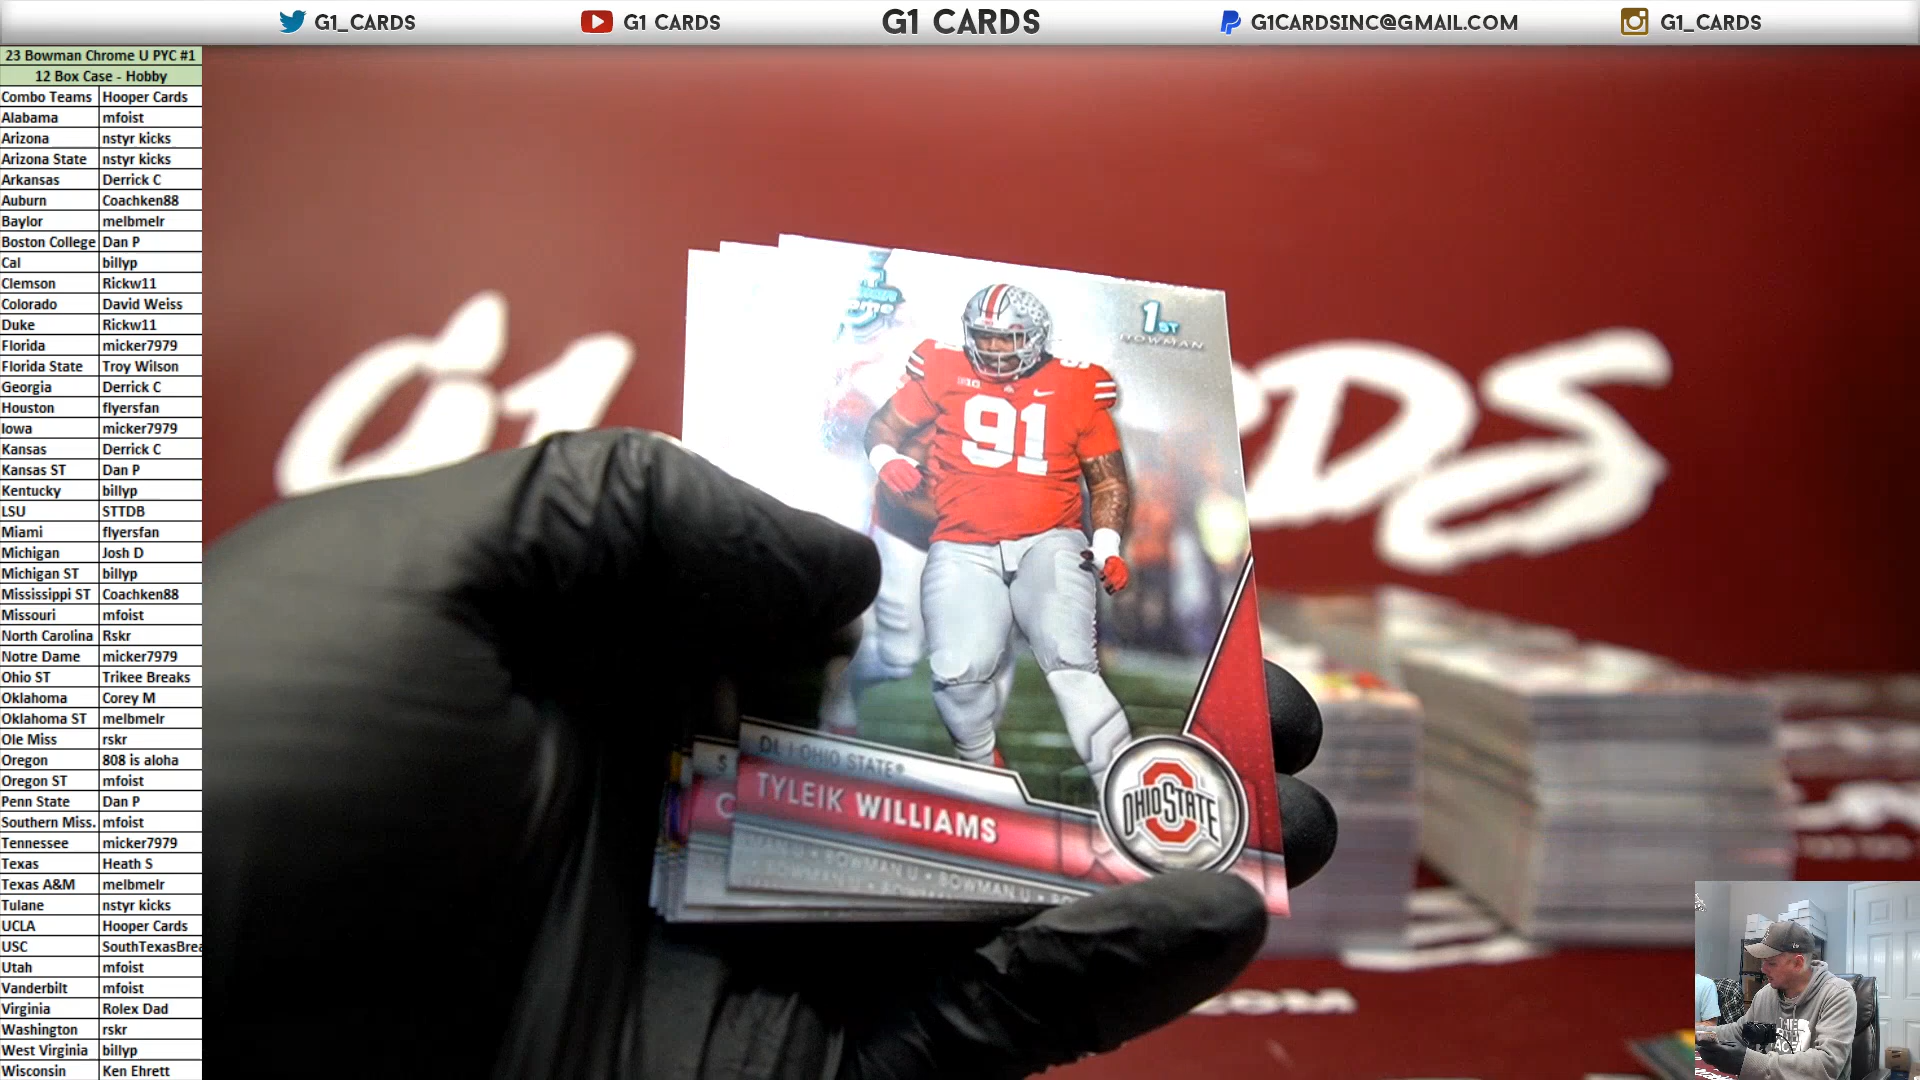 G1_CARDS
G1 CARDS
G1 CARDS
G1CARDSINC@GMAIL.COM
G1_CARDS
23 Bowman Chrome U PYC #1
12 Box Case - Hobby
Combo Teams Hooper Cards
Alabama mfoist
Arizona nstyr kicks
Arizona State nstyr kicks
Arkansas Derrick C
Auburn Coachken88
Baylor melbmelr
Boston College Dan P
Cal billyp
Clemson Rickw11
Colorado David Weiss
Duke Rickw11
Florida micker7979
Florida State Troy Wilson
Georgia Derrick C
Houston flyersfan
Iowa micker7979
Kansas Derrick C
Kansas ST Dan P
Kentucky billyp
LSU STTDB
Miami flyersfan
Michigan Josh D
Michigan ST billyp
Mississippi ST Coachken88
Missouri mfoist
North Carolina Rskr
Notre Dame micker7979
Ohio ST Trikee Breaks
Oklahoma Corey M
Oklahoma ST melbmelr
Ole Miss rskr
Oregon 808 is aloha
Oregon ST mfoist
Penn State Dan P
Southern Miss. mfoist
Tennessee micker7979
Texas Heath S
Texas A&M melbmelr
Tulane nstyr kicks
UCLA Hooper Cards
USC SouthTexasBrea
Utah mfoist
Vanderbilt mfoist
Virginia Rolex Dad
Washington rskr
West Virginia billyp
Wisconsin Ken Ehrett
1ST
BOWMAN
91
DL | OHIO STATE®
TYLEIK WILLIAMS
OHIO STATE
BOWMAN U • BOWMAN U
BOWMAN U
G1
RDS